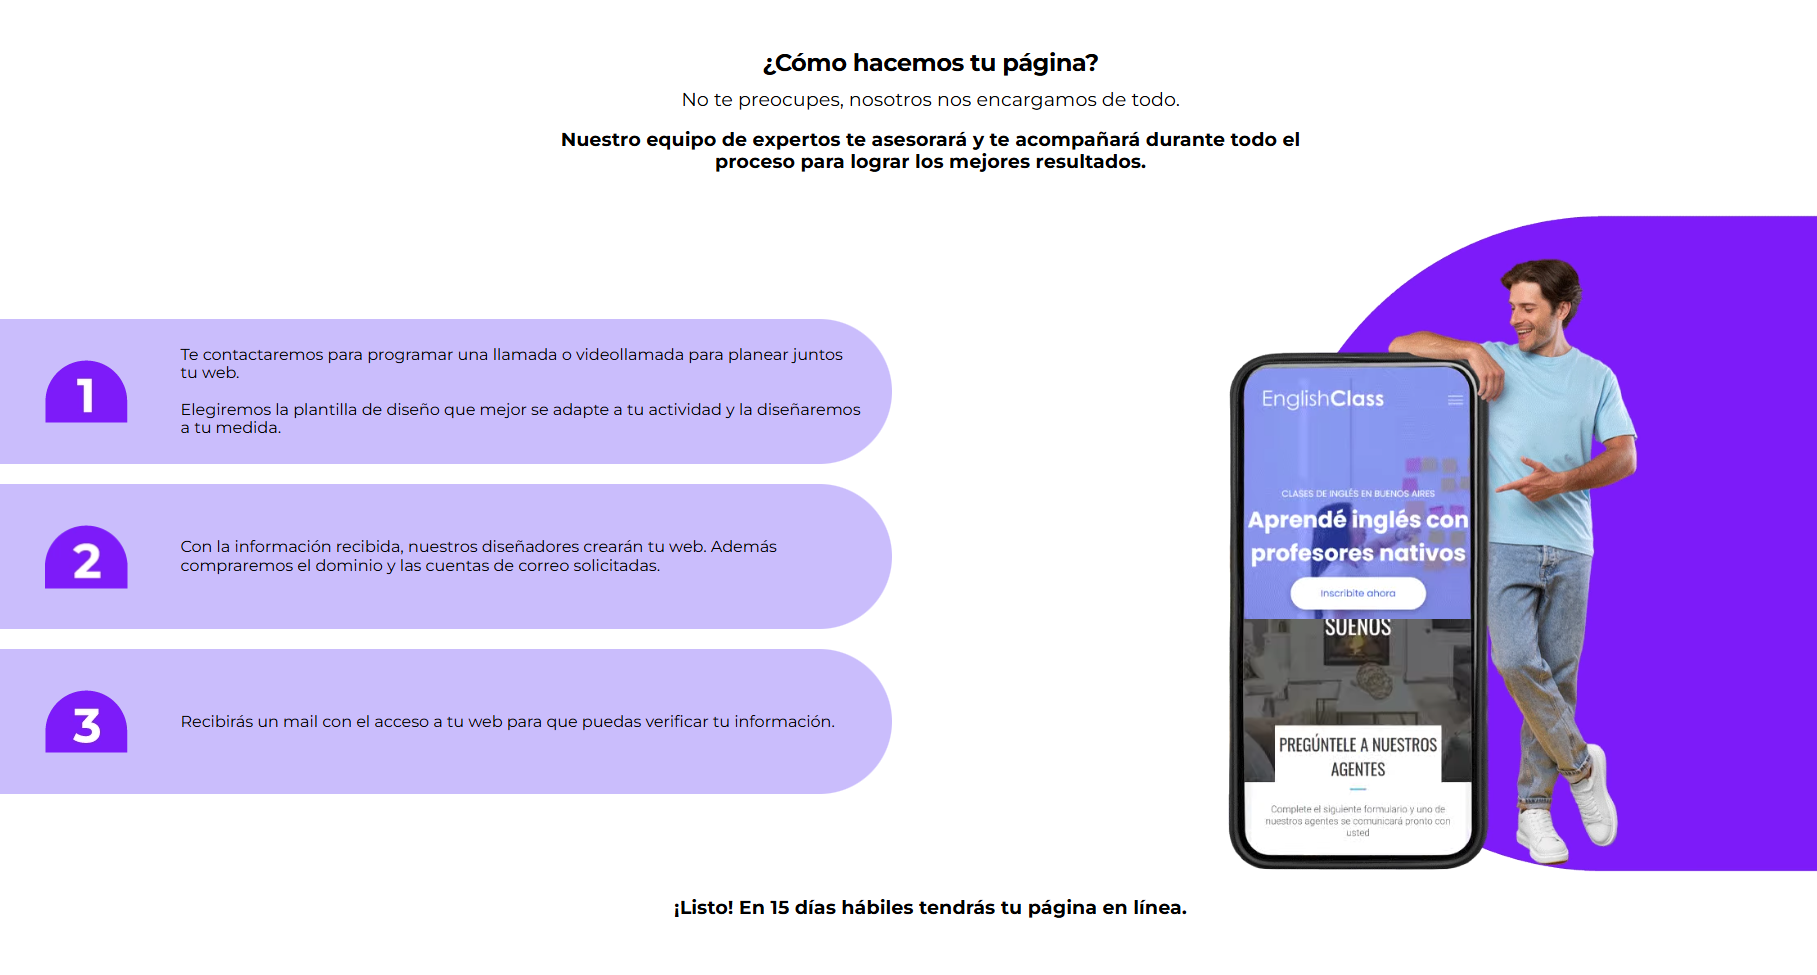 ¿Cómo hacemos tu página?
No te preocupes, nosotros nos encargamos de todo.
Nuestro equipo de expertos te asesorará y te acompañará durante todo el
proceso para lograr los mejores resultados.
1
Te contactaremos para programar una llamada o videollamada para planear juntos
tu web.
Elegiremos la plantilla de diseño que mejor se adapte a tu actividad y la diseñaremos
a tu medida.
2
Con la información recibida, nuestros diseñadores crearán tu web. Además
compraremos el dominio y las cuentas de correo solicitadas.
3
Recibirás un mail con el acceso a tu web para que puedas verificar tu información.
EnglishClass
CLASES DE INGLÉS EN BUENOS AIRES
Aprendé inglés con
profesores nativos
Inscribite ahora
SUEÑOS
PREGÚNTELE A NUESTROS
AGENTES
Complete el siguiente formulario y uno de
nuestros agentes se comunicará pronto con
usted
¡Listo! En 15 días hábiles tendrás tu página en línea.